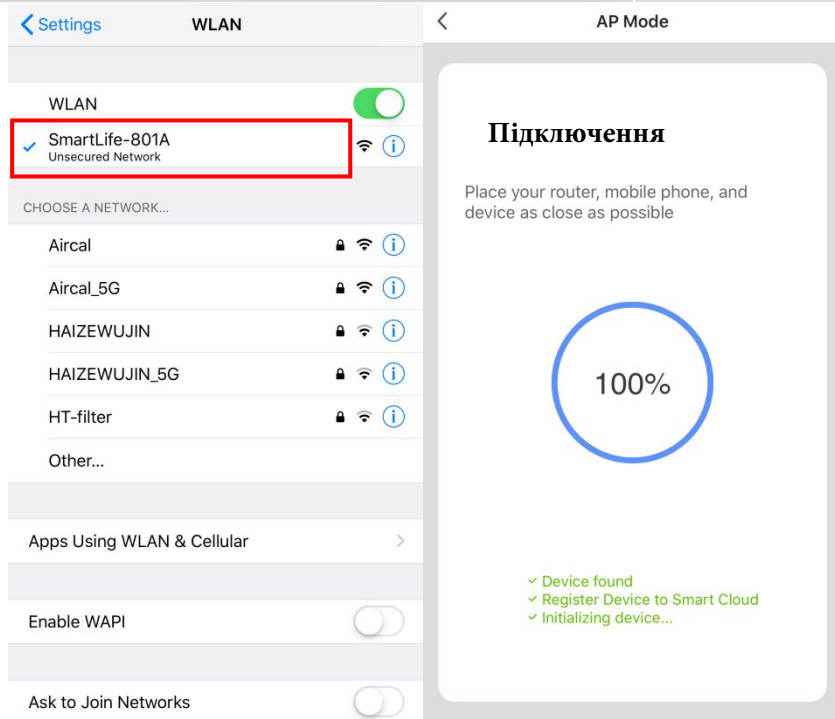 Settings
WLAN
WLAN
SmartLife-801A
Unsecured Network
CHOOSE A NETWORK...
Aircal
Aircal_5G
HAIZEWUJIN
HAIZEWUJIN_5G
HT-filter
Other...
Apps Using WLAN & Cellular
Enable WAPI
Ask to Join Networks
AP Mode
Підключення
Place your router, mobile phone, and
device as close as possible
100%
Device found
Register Device to Smart Cloud
Initializing device...